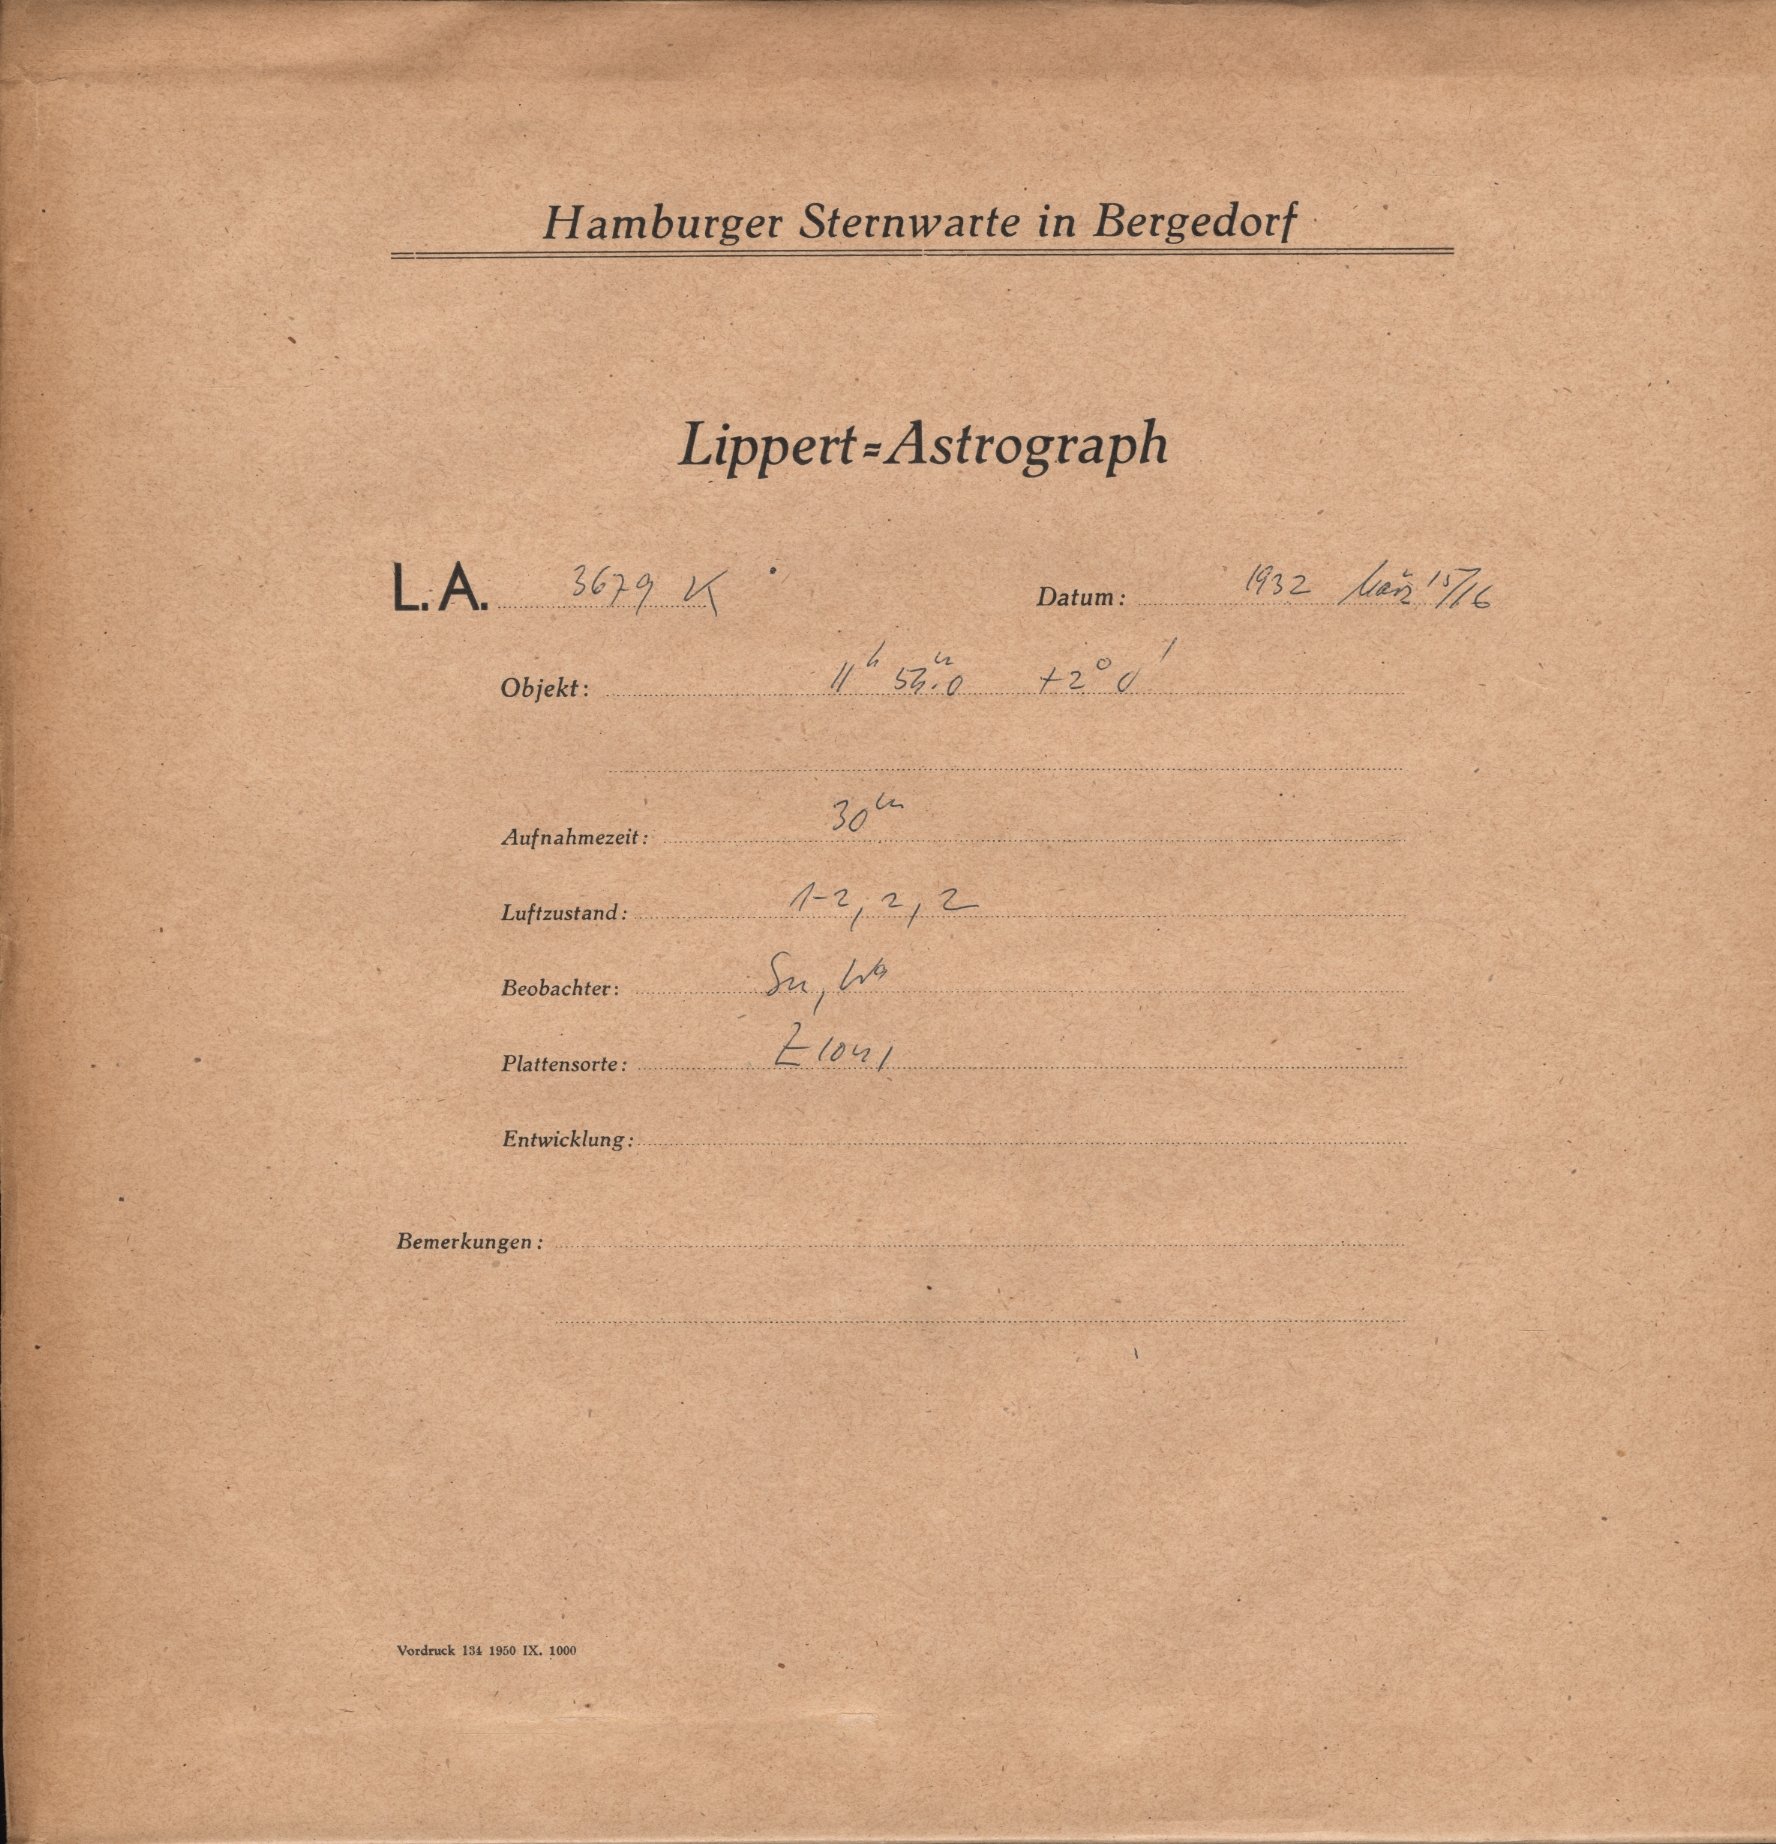 Hamburger Sternwarte in Bergedorf
Lippert=Astrograph
L. A. 3679 K
Datum: 1932 März 15/16
Objekt: 11h 54m.0 +2° 0'
Aufnahmezeit: 30m
Luftzustand: 1-2, 2, 2
Beobachter:
Plattensorte:
Entwicklung:
Bemerkungen:
Vordruck 134 1950 IX. 1000